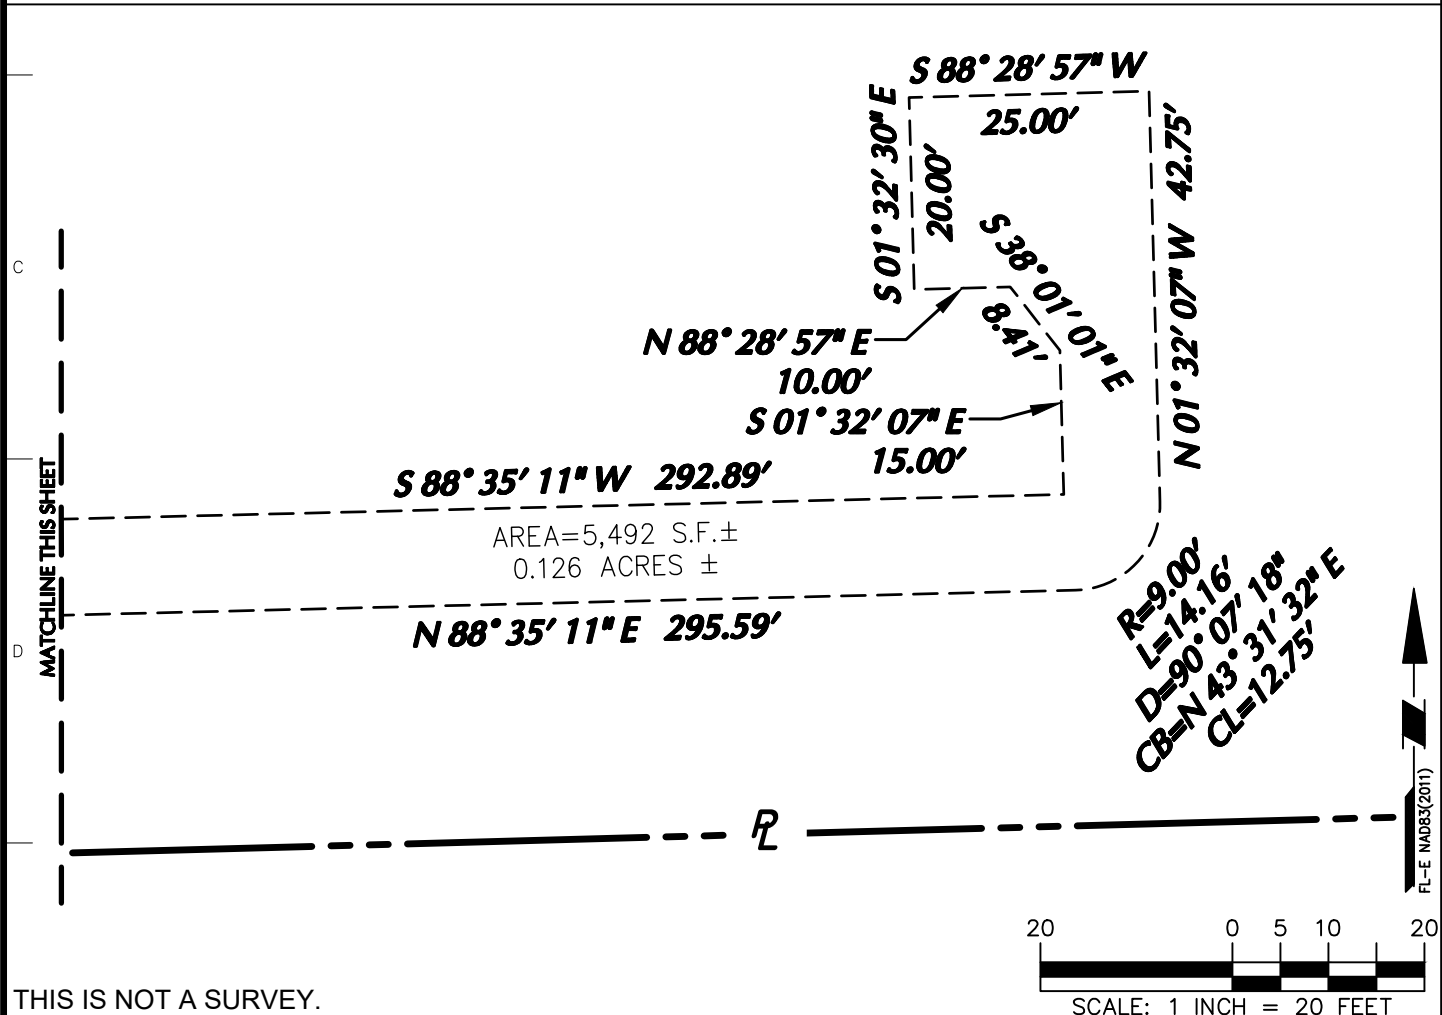 S 88° 28' 57" W
25.00'
S 01° 32' 30" E
20.00'
N 01° 32' 07" W 42.75'
S 38° 01' 01" E
8.41'
C
N 88° 28' 57" E
10.00'
S 01° 32' 07" E
15.00'
S 88° 35' 11" W 292.89'
MATCHLINE THIS SHEET
AREA=5,492 S.F.±
0.126 ACRES ±
N 88° 35' 11" E 295.59'
D
R=9.00'
L=14.16'
D=90° 07' 18"
CB=N 43° 31' 32" E
CL=12.75'
PL
FL-E NAD83(2011)
20 0 5 10 20
SCALE: 1 INCH = 20 FEET
THIS IS NOT A SURVEY.